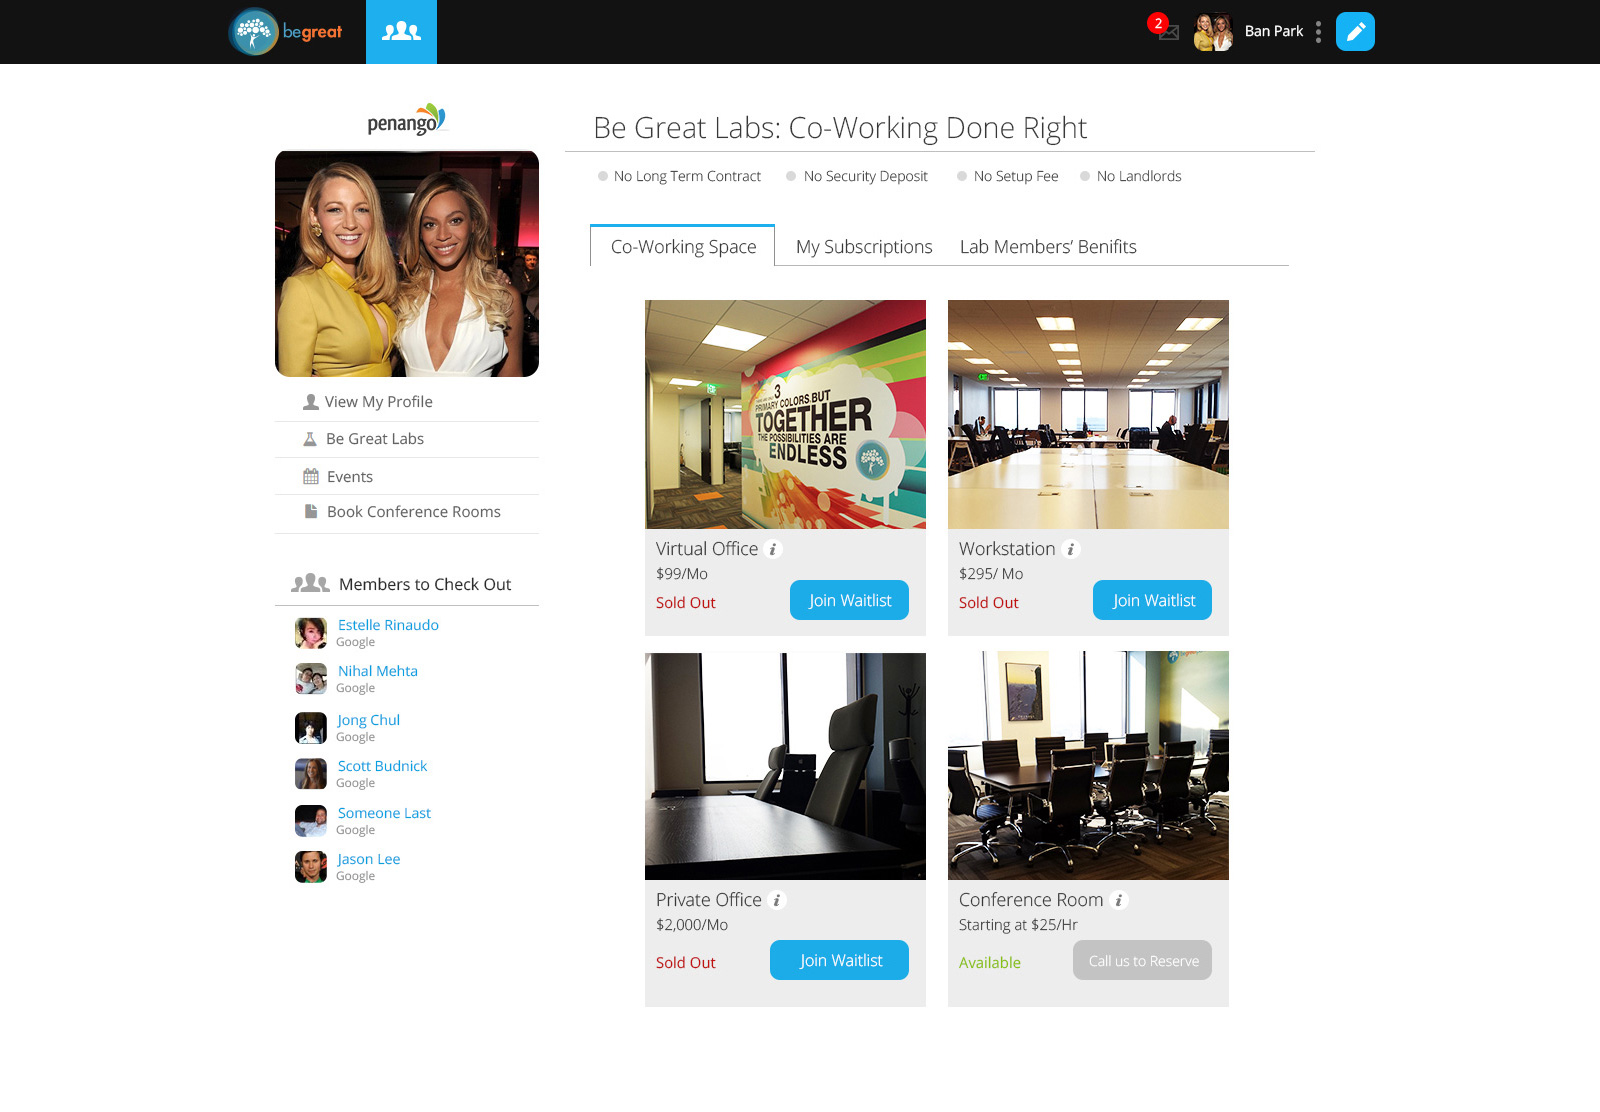 begreat
2
Ban Park
penango
Be Great Labs: Co-Working Done Right
No Long Term Contract
No Security Deposit
No Setup Fee
No Landlords
Co-Working Space
My Subscriptions
Lab Members’ Benifits
View My Profile
Be Great Labs
Events
Book Conference Rooms
Members to Check Out
Estelle Rinaudo
Google
Nihal Mehta
Google
Jong Chul
Google
Scott Budnick
Google
Someone Last
Google
Jason Lee
Google
3
PRIMARY COLORS BUT
TOGETHER
THE POSSIBILITIES ARE
ENDLESS
Virtual Office i
$99/Mo
Sold Out
Join Waitlist
Workstation i
$295/ Mo
Sold Out
Join Waitlist
Private Office i
$2,000/Mo
Sold Out
Join Waitlist
Conference Room i
Starting at $25/Hr
Available
Call us to Reserve